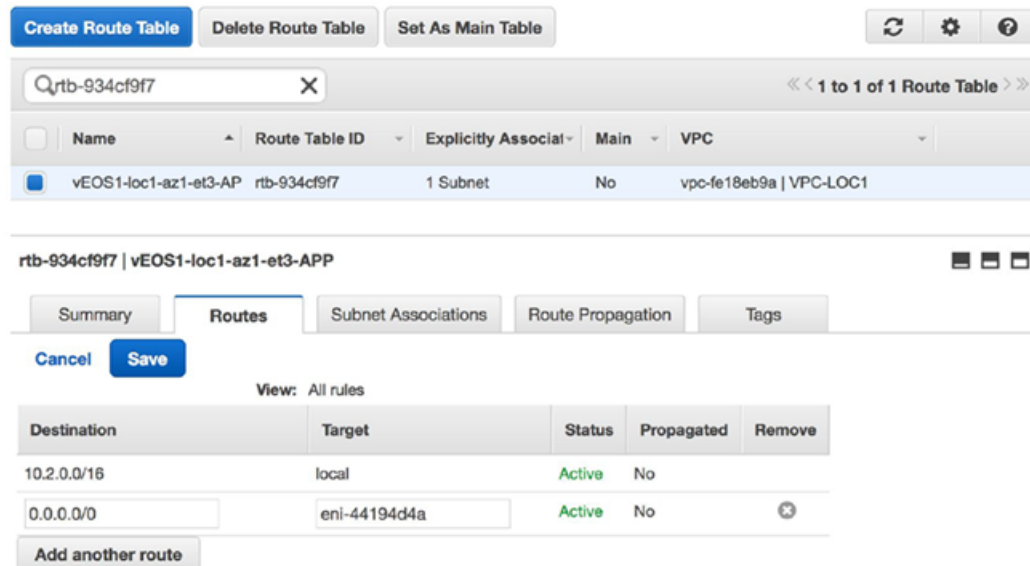 Create Route Table Delete Route Table Set As Main Table
rtb-934cf9f7 1 to 1 of 1 Route Table
Name Route Table ID Explicitly Associat Main VPC
vEOS1-loc1-az1-et3-AP rtb-934cf9f7 1 Subnet No vpc-fe18eb9a | VPC-LOC1
rtb-934cf9f7 | vEOS1-loc1-az1-et3-APP
Summary Routes Subnet Associations Route Propagation Tags
Cancel Save
View: All rules
Destination Target Status Propagated Remove
10.2.0.0/16 local Active No
0.0.0.0/0 eni-44194d4a Active No
Add another route